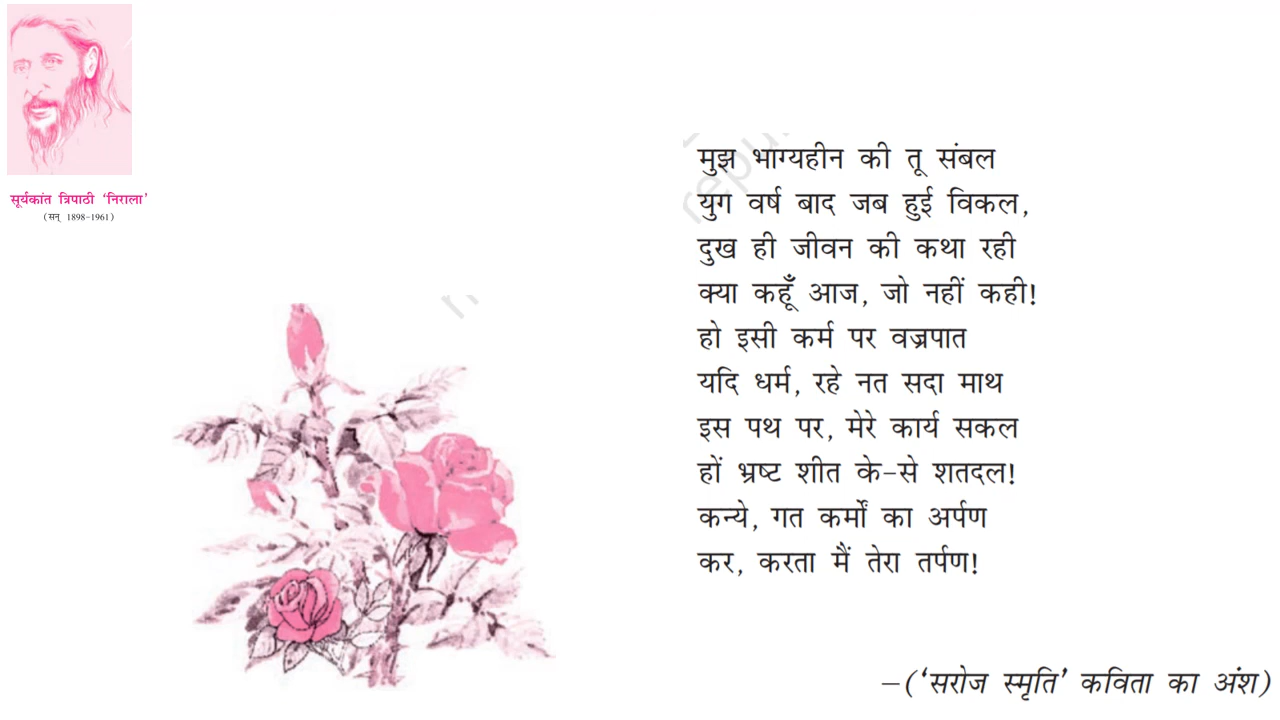 सूर्यकांत त्रिपाठी ‘निराला’
(सन् 1898-1961)
मुझ भाग्यहीन की तू संबल
युग वर्ष बाद जब हुई विकल,
दुख ही जीवन की कथा रही
क्या कहूँ आज, जो नहीं कही!
हो इसी कर्म पर वज्रपात
यदि धर्म, रहे नत सदा माथ
इस पथ पर, मेरे कार्य सकल
हों भ्रष्ट शीत के-से शतदल!
कन्ये, गत कर्मों का अर्पण
कर, करता मैं तेरा तर्पण!
–(‘सरोज स्मृति’ कविता का अंश)